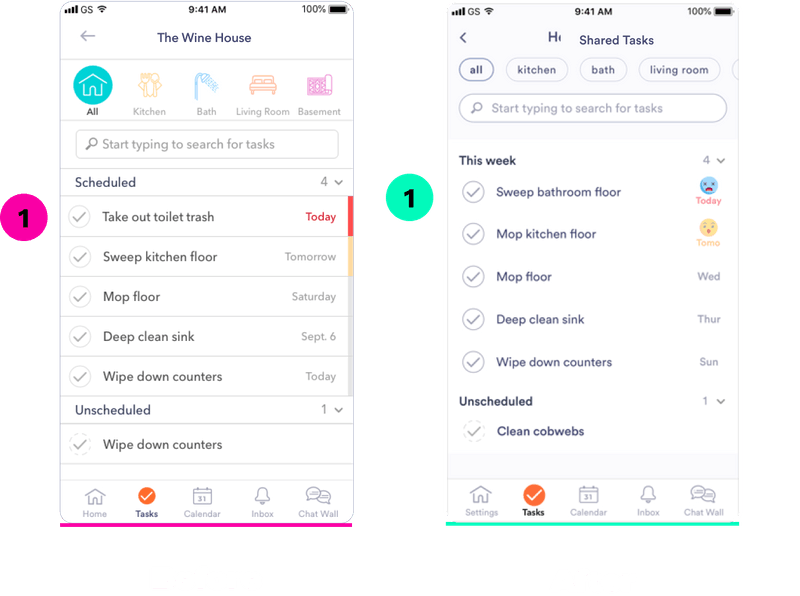 GS 9:41 AM 100%
The Wine House
All Kitchen Bath Living Room Basement
Start typing to search for tasks
Scheduled 4
1
Take out toilet trash Today
Sweep kitchen floor Tomorrow
Mop floor Saturday
Deep clean sink Sept. 6
Wipe down counters Today
Unscheduled 1
Wipe down counters
31
Home Tasks Calendar Inbox Chat Wall
GS 9:41 AM 100%
Shared Tasks
all kitchen bath living room
Start typing to search for tasks
This week 4
1
Sweep bathroom floor Today
Mop kitchen floor Tomo
Mop floor Wed
Deep clean sink Thur
Wipe down counters Sun
Unscheduled 1
Clean cobwebs
31
Settings Tasks Calendar Inbox Chat Wall